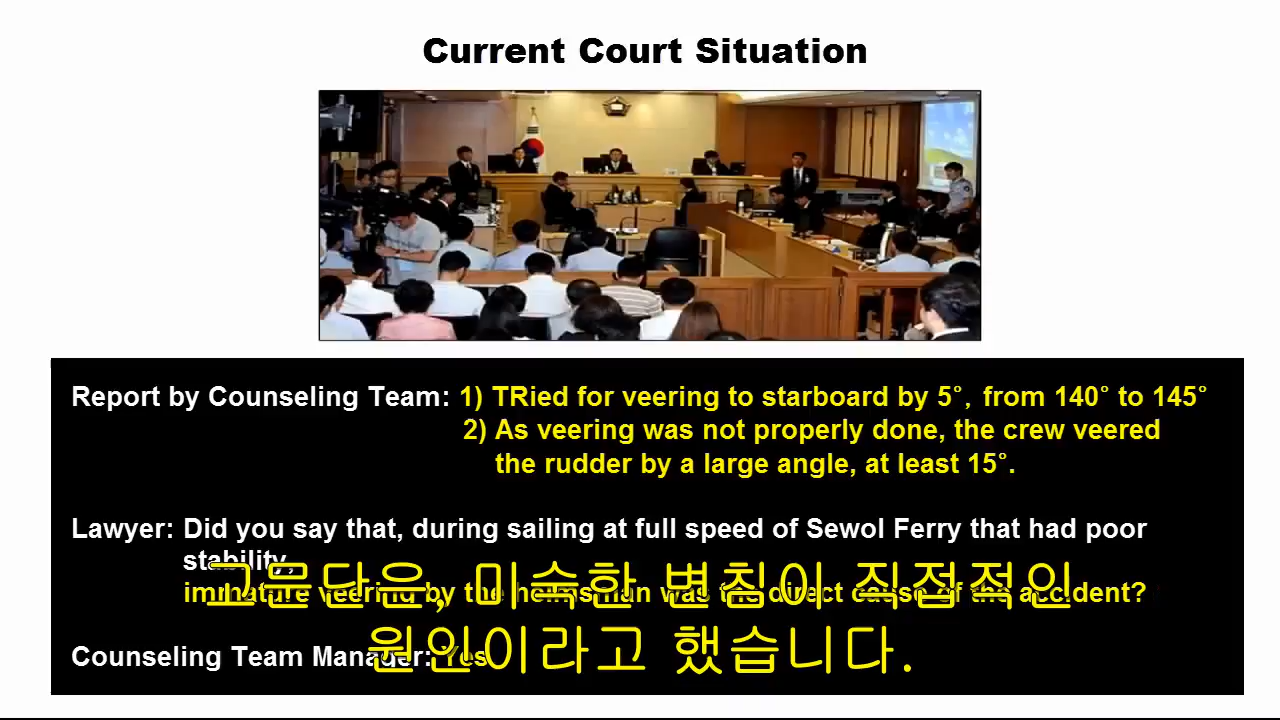 Current Court Situation
Report by Counseling Team: 1) TRied for veering to starboard by 5°, from 140° to 145°
2) As veering was not properly done, the crew veered
the rudder by a large angle, at least 15°.
Lawyer: Did you say that, during sailing at full speed of Sewol Ferry that had poor
stability,
immature veering by the helmsman was the direct cause of the accident?
고문단은, 미숙한 변침이 직접적인
원인이라고 했습니다.
Counseling Team Manager: Yes